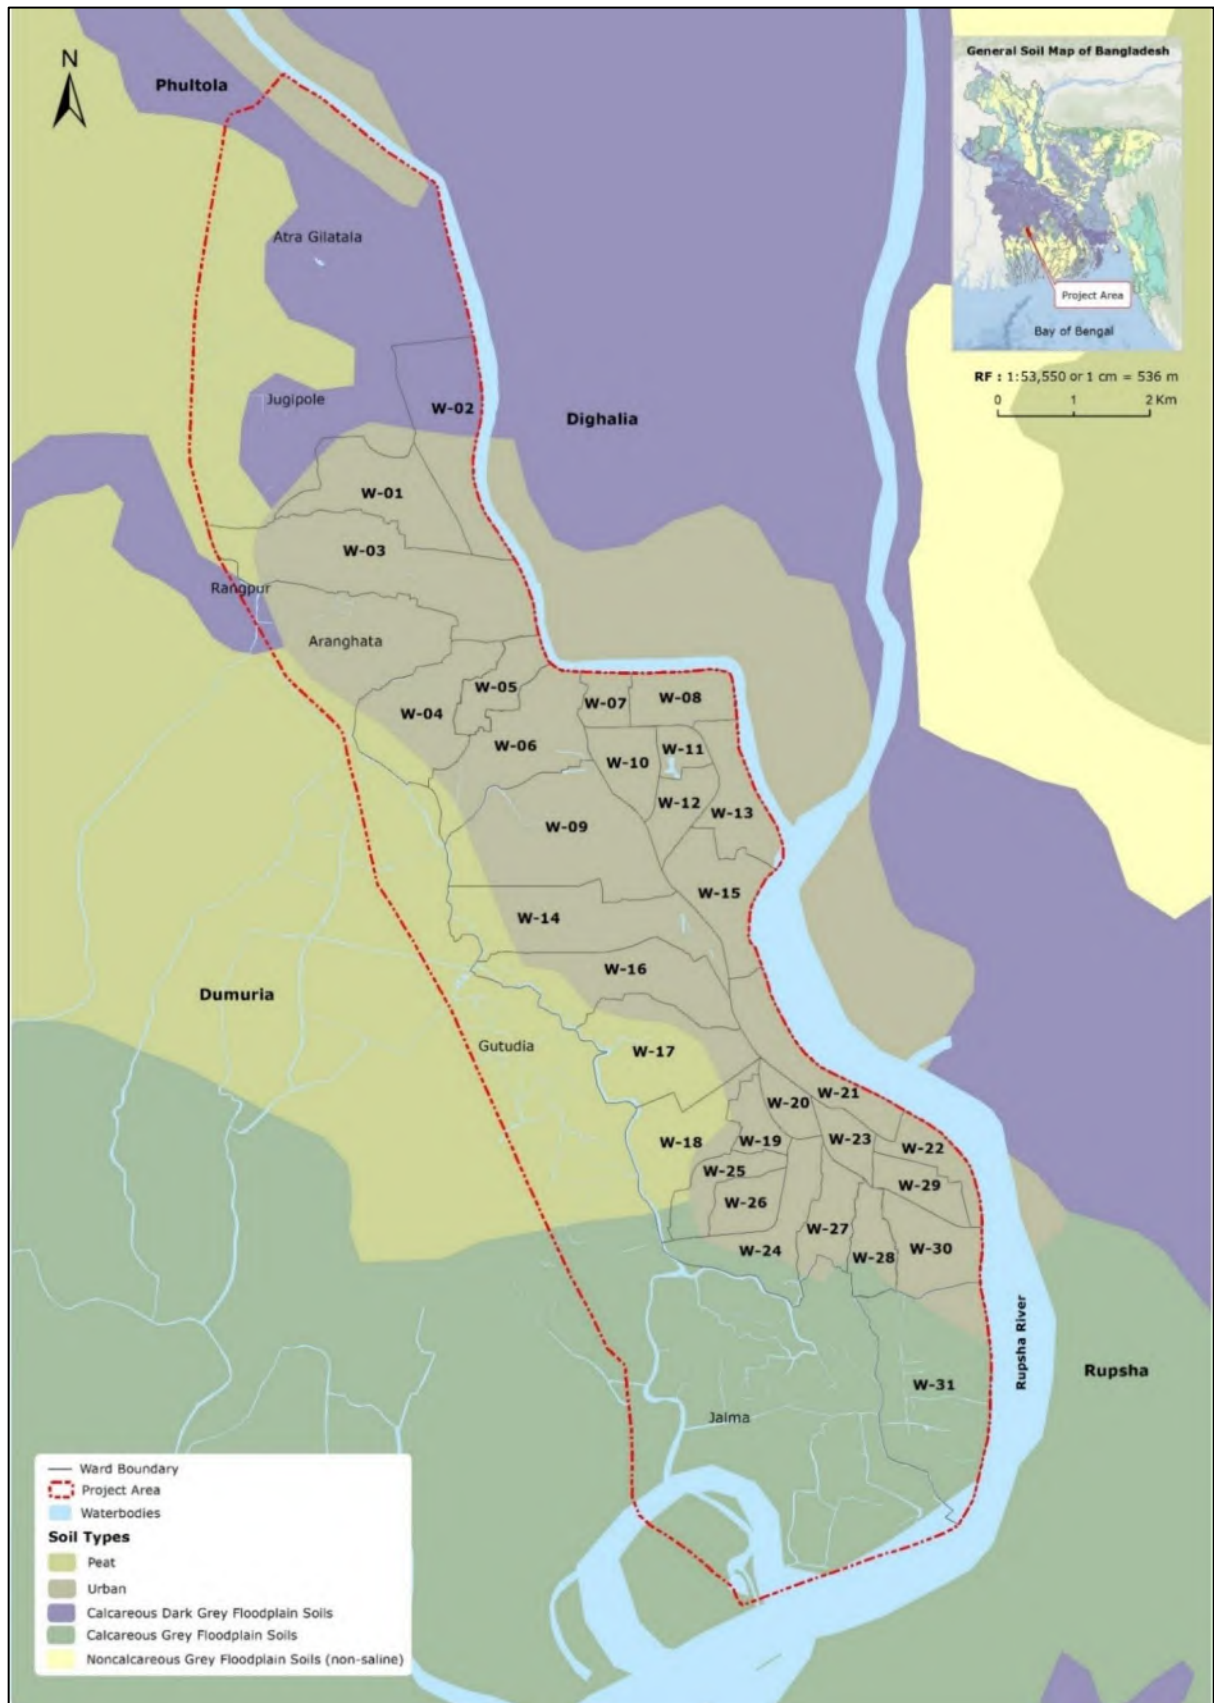 N
General Soil Map of Bangladesh
Project Area
Bay of Bengal
RF : 1:53,550 or 1 cm = 536 m
0 1 2 Km
Phultola
Atra Gilatala
Jugipole
W-02
Dighalia
W-01
W-03
Rangpur
Aranghata
W-05
W-07
W-08
W-04
W-06
W-11
W-10
W-12
W-13
W-09
W-15
W-14
W-16
Dumuria
Gutudia
W-17
W-21
W-20
W-18
W-19
W-23
W-22
W-25
W-29
W-26
W-27
W-24
W-28
W-30
Rupsha River
Rupsha
W-31
Jalma
Ward Boundary
Project Area
Waterbodies
Soil Types
Peat
Urban
Calcareous Dark Grey Floodplain Soils
Calcareous Grey Floodplain Soils
Noncalcareous Grey Floodplain Soils (non-saline)